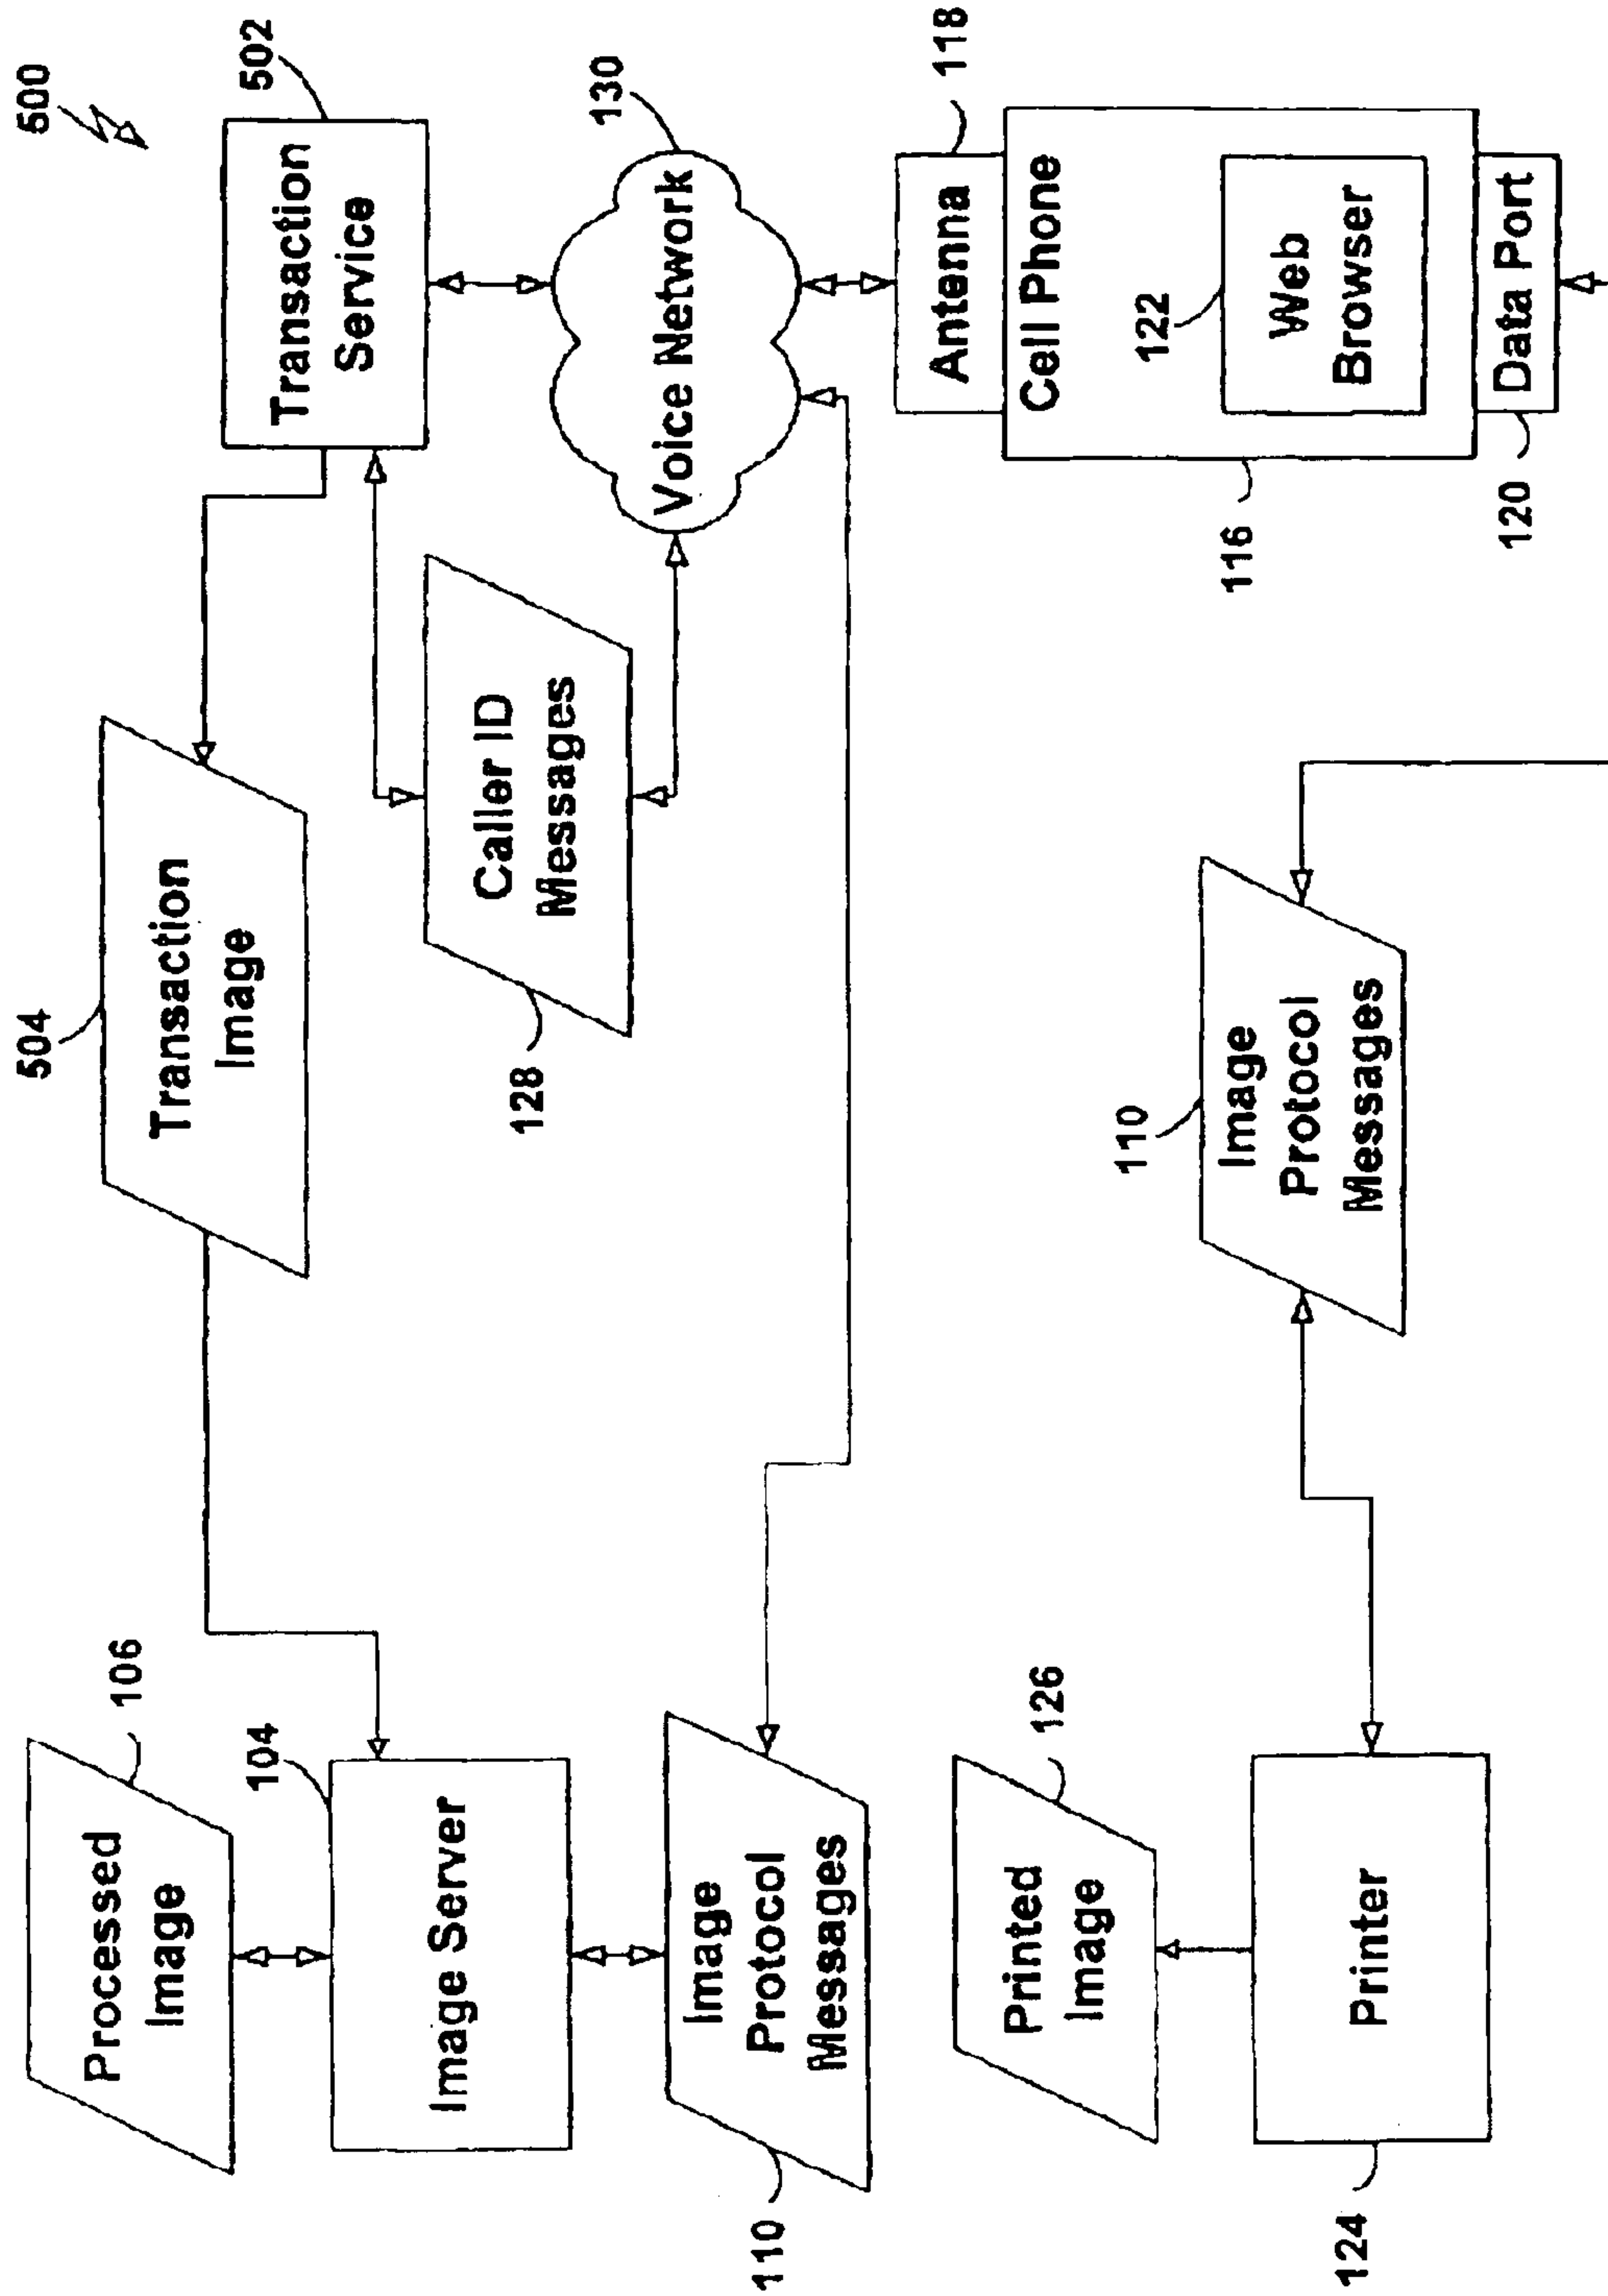 500
Processed
Image
106
504
Transaction
Image
Transaction
Service
502
104
Image Server
128
Caller ID
Messages
Voice Network
130
110
Image
Protocol
Messages
Antenna
118
Cell Phone
116
122
Web
Browser
Data Port
120
Printed
Image
126
Printer
124
110
Image
Protocol
Messages